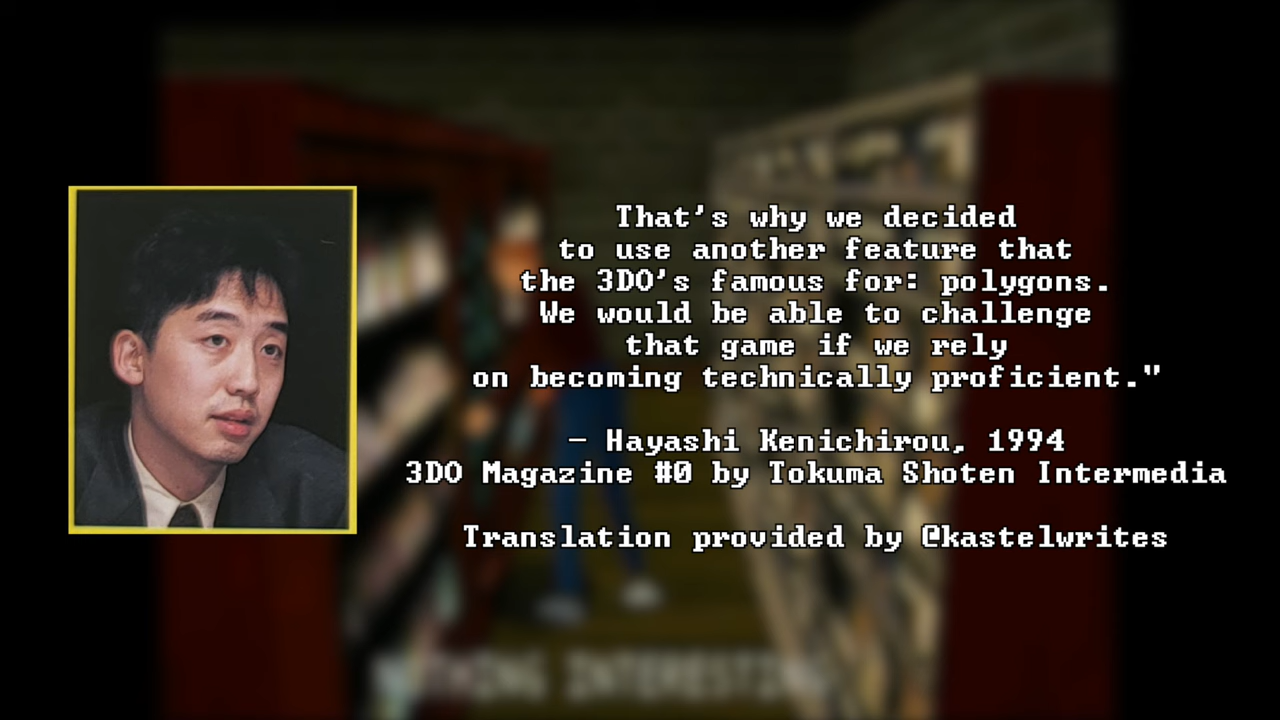 That's why we decided
to use another feature that
the 3DO's famous for: polygons.
We would be able to challenge
that game if we rely
on becoming technically proficient."
– Hayashi Kenichirou, 1994
3DO Magazine #0 by Tokuma Shoten Intermedia
Translation provided by @kastelwrites
NOTHING INTERESTING